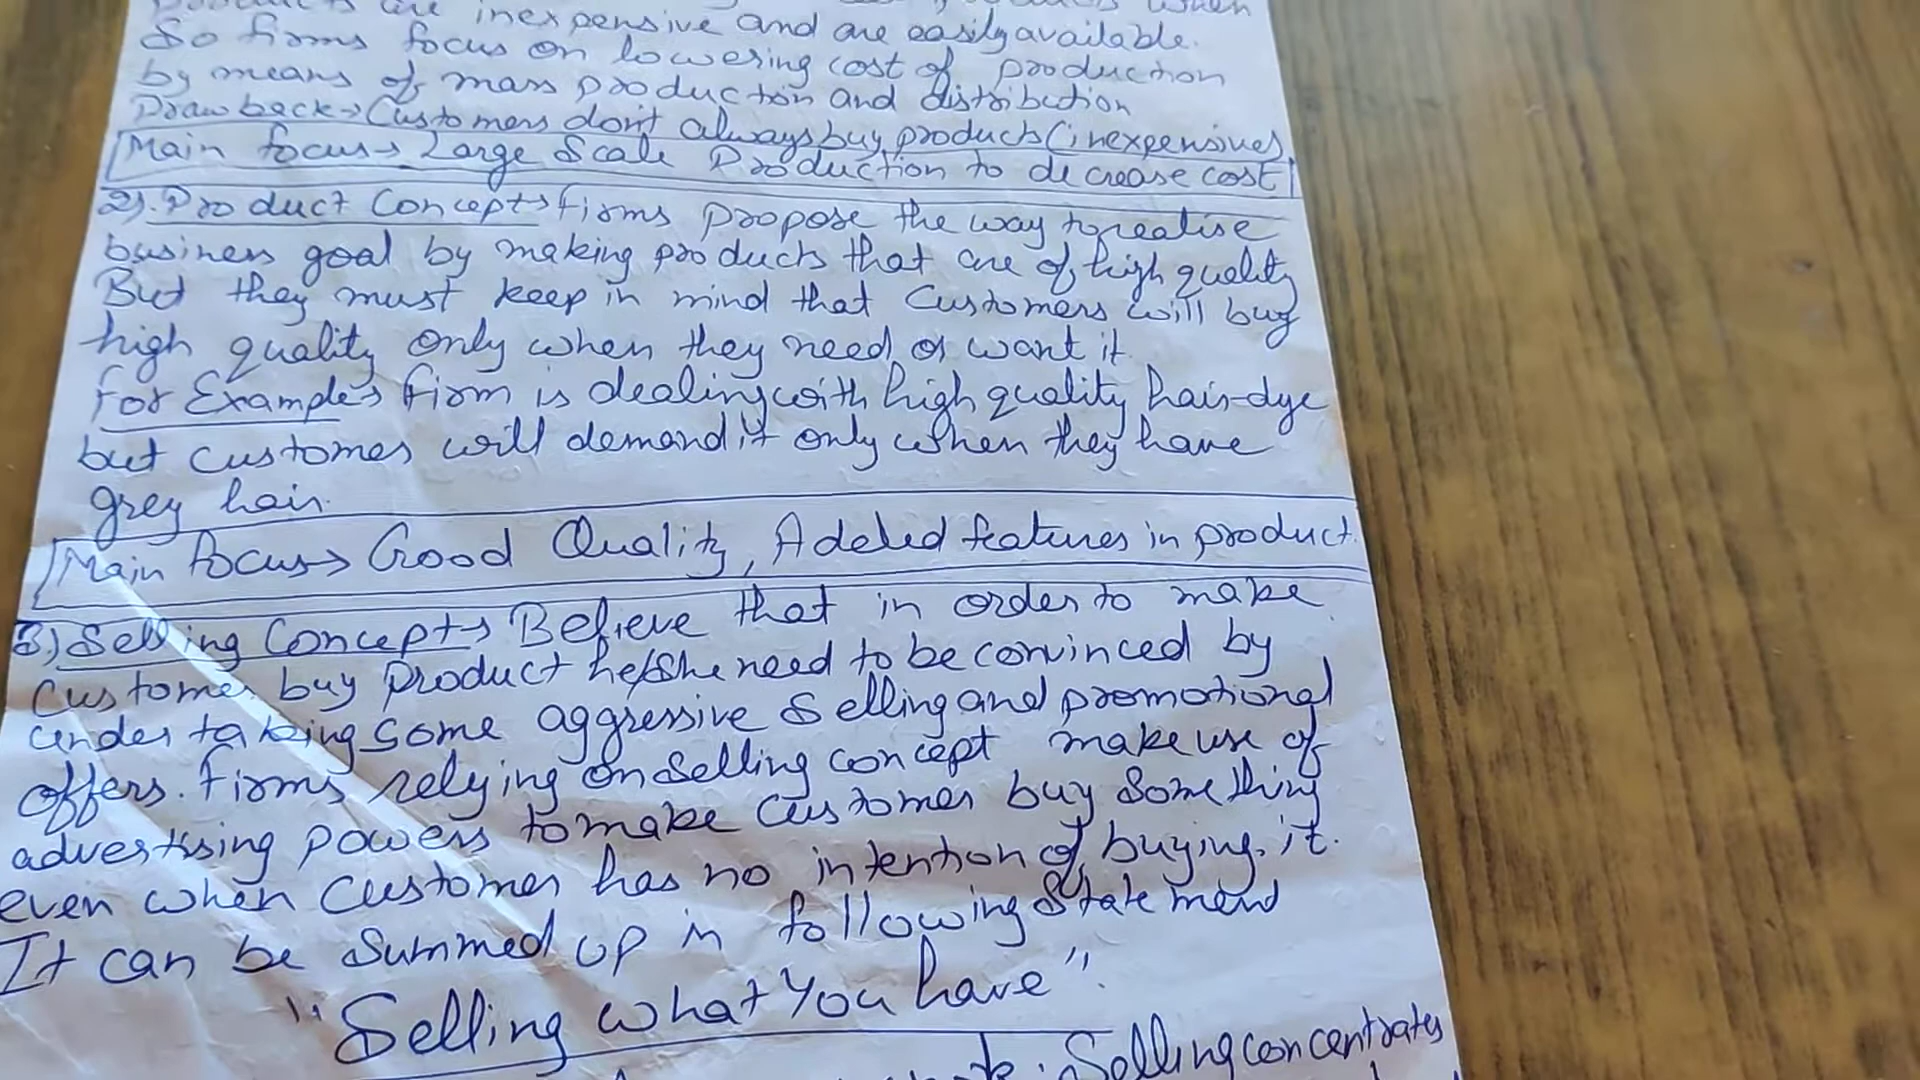 Products are inexpensive and are easily available.
So firms focus on lowering cost of production
by means of mass production and distribution
Drawback→Customers don't always buy products (inexpensives)
Main focus→ Large Scale Production to decrease cost
2). Product Concept→ firms propose the way to realise
business goal by making products that are of high quality
But they must keep in mind that Customers will buy
high quality only when they need or want it.
For Example→ firm is dealing with high quality hair-dye
but customer will demand it only when they have
grey hair.
Main focus→ Good Quality, Added features in product.
3.) Selling Concept→ Believe that in order to make
Customer buy product he/she need to be convinced by
undertaking some aggressive selling and promotional
offers. firms relying on selling concept make use of
advertising powers to make customer buy something
even when Customer has no intention of buying it.
It can be summed up in following Statement
"Selling what You have".
Selling concentrates